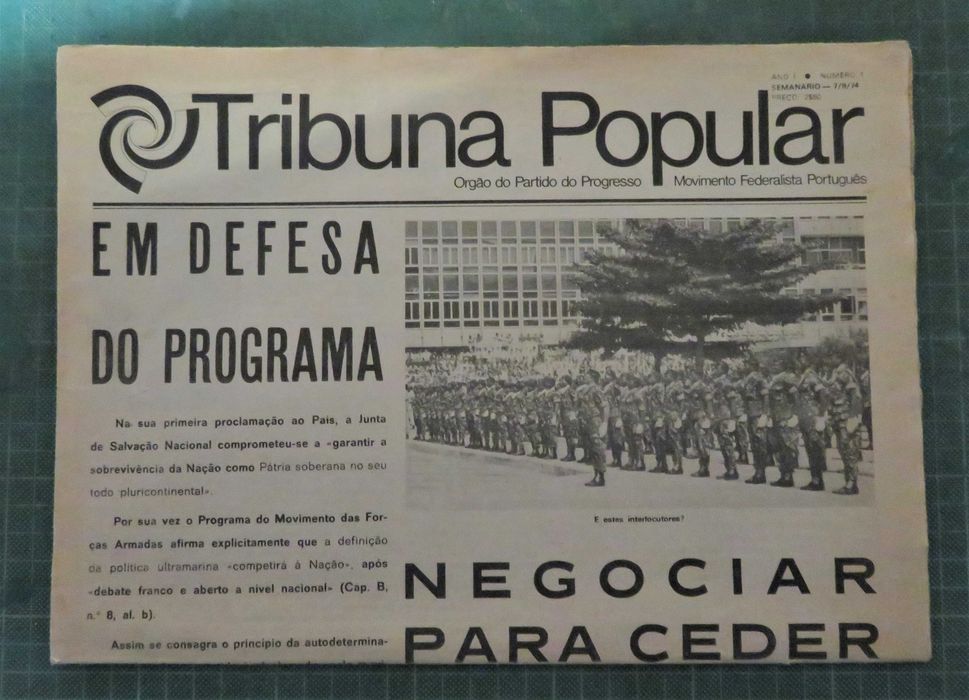 ANO I ● NÚMERO 1
SEMANÁRIO — 7/8/74
PREÇO: 2$50
Tribuna Popular
Orgão do Partido do Progresso Movimento Federalista Português
EM DEFESA
DO PROGRAMA
Na sua primeira proclamação ao País, a Junta
de Salvação Nacional comprometeu-se a «garantir a
sobrevivência da Nação como Pátria soberana no seu
todo pluricontinental».
Por sua vez o Programa do Movimento das For-
ças Armadas afirma explicitamente que a definição
da política ultramarina «competirá à Nação», após
«debate franco e aberto a nível nacional» (Cap. B,
n.º 8, al. b).
Assim se consagra o princípio da autodetermina-
E estes interlocutores?
NEGOCIAR
PARA CEDER